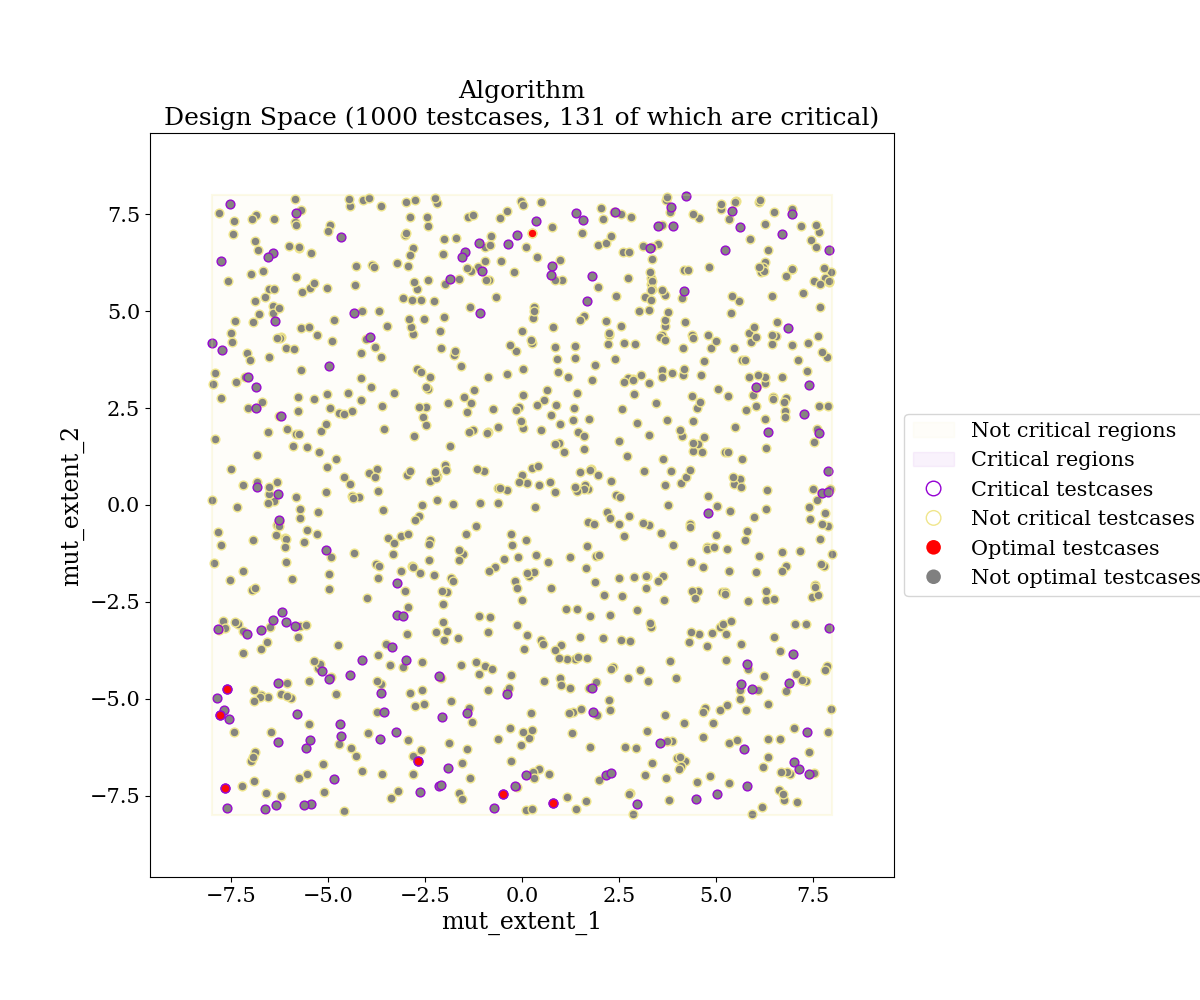 Algorithm
Design Space (1000 testcases, 131 of which are critical)
7.5
5.0
2.5
0.0
−2.5
−5.0
−7.5
mut_extent_2
−7.5 −5.0 −2.5 0.0 2.5 5.0 7.5
mut_extent_1
Not critical regions
Critical regions
Critical testcases
Not critical testcases
Optimal testcases
Not optimal testcases